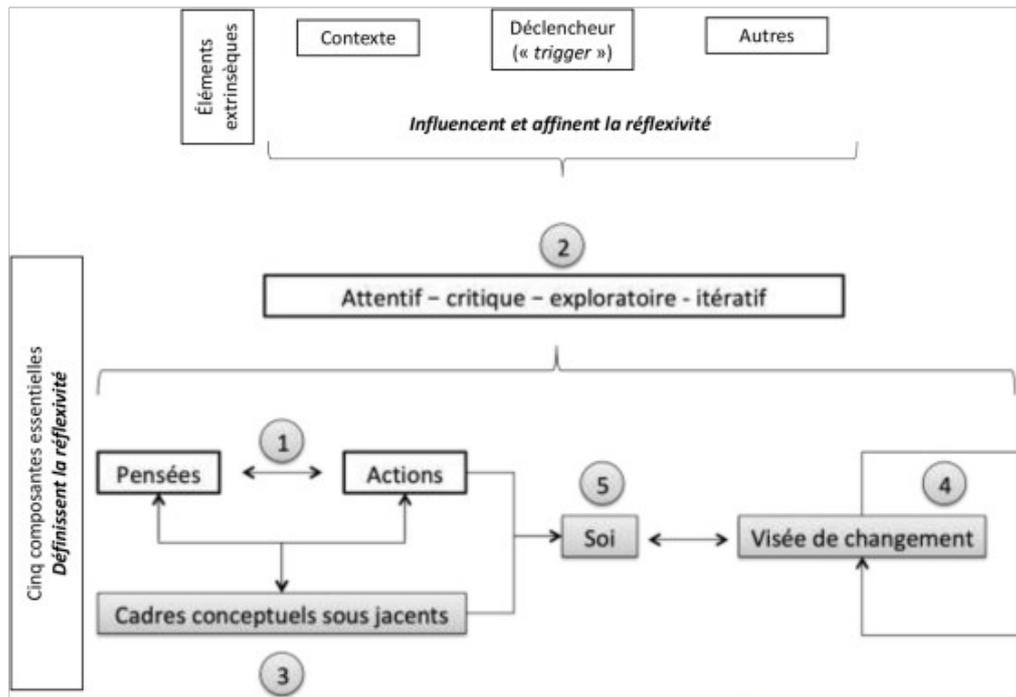 Éléments
extrinsèques
Contexte
Déclencheur
(« trigger »)
Autres
Influencent et affinent la réflexivité
2
Attentif – critique – exploratoire - itératif
Cinq composantes essentielles
Définissent la réflexivité
1
Pensées
Actions
5
4
Soi
Visée de changement
Cadres conceptuels sous jacents
3